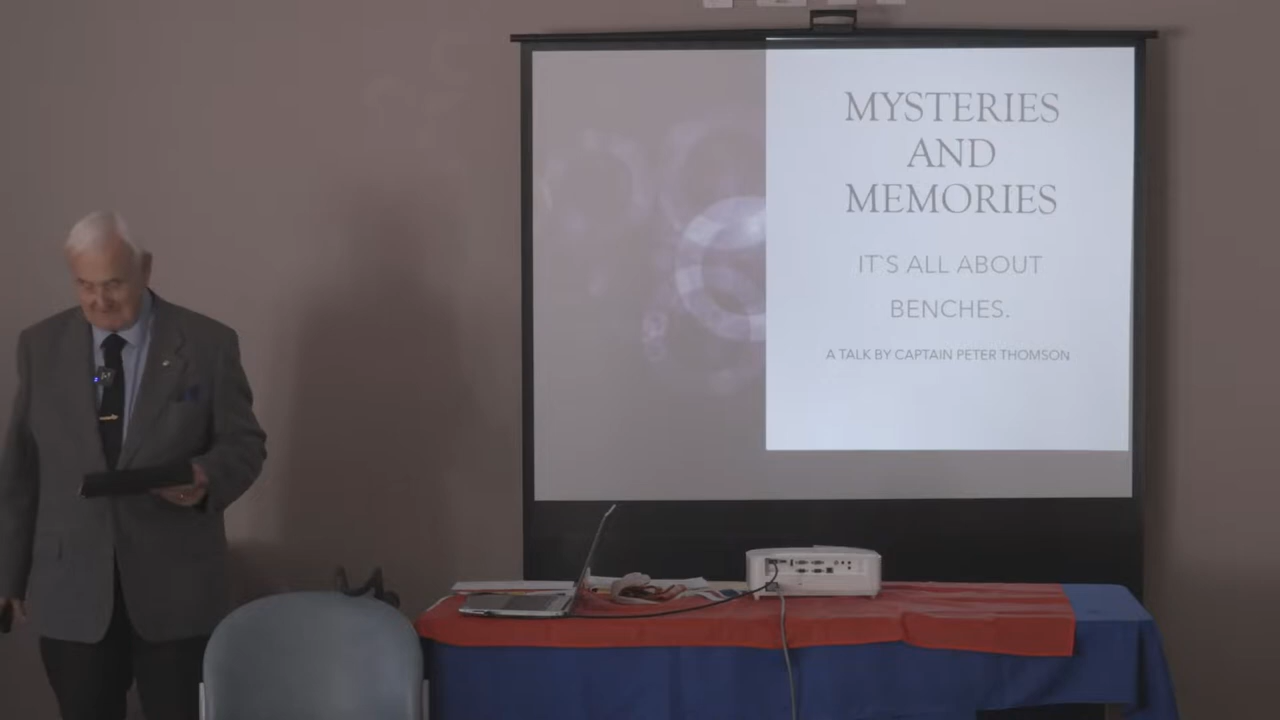 MYSTERIES
AND
MEMORIES
IT`S ALL ABOUT
BENCHES.
A TALK BY CAPTAIN PETER THOMSON